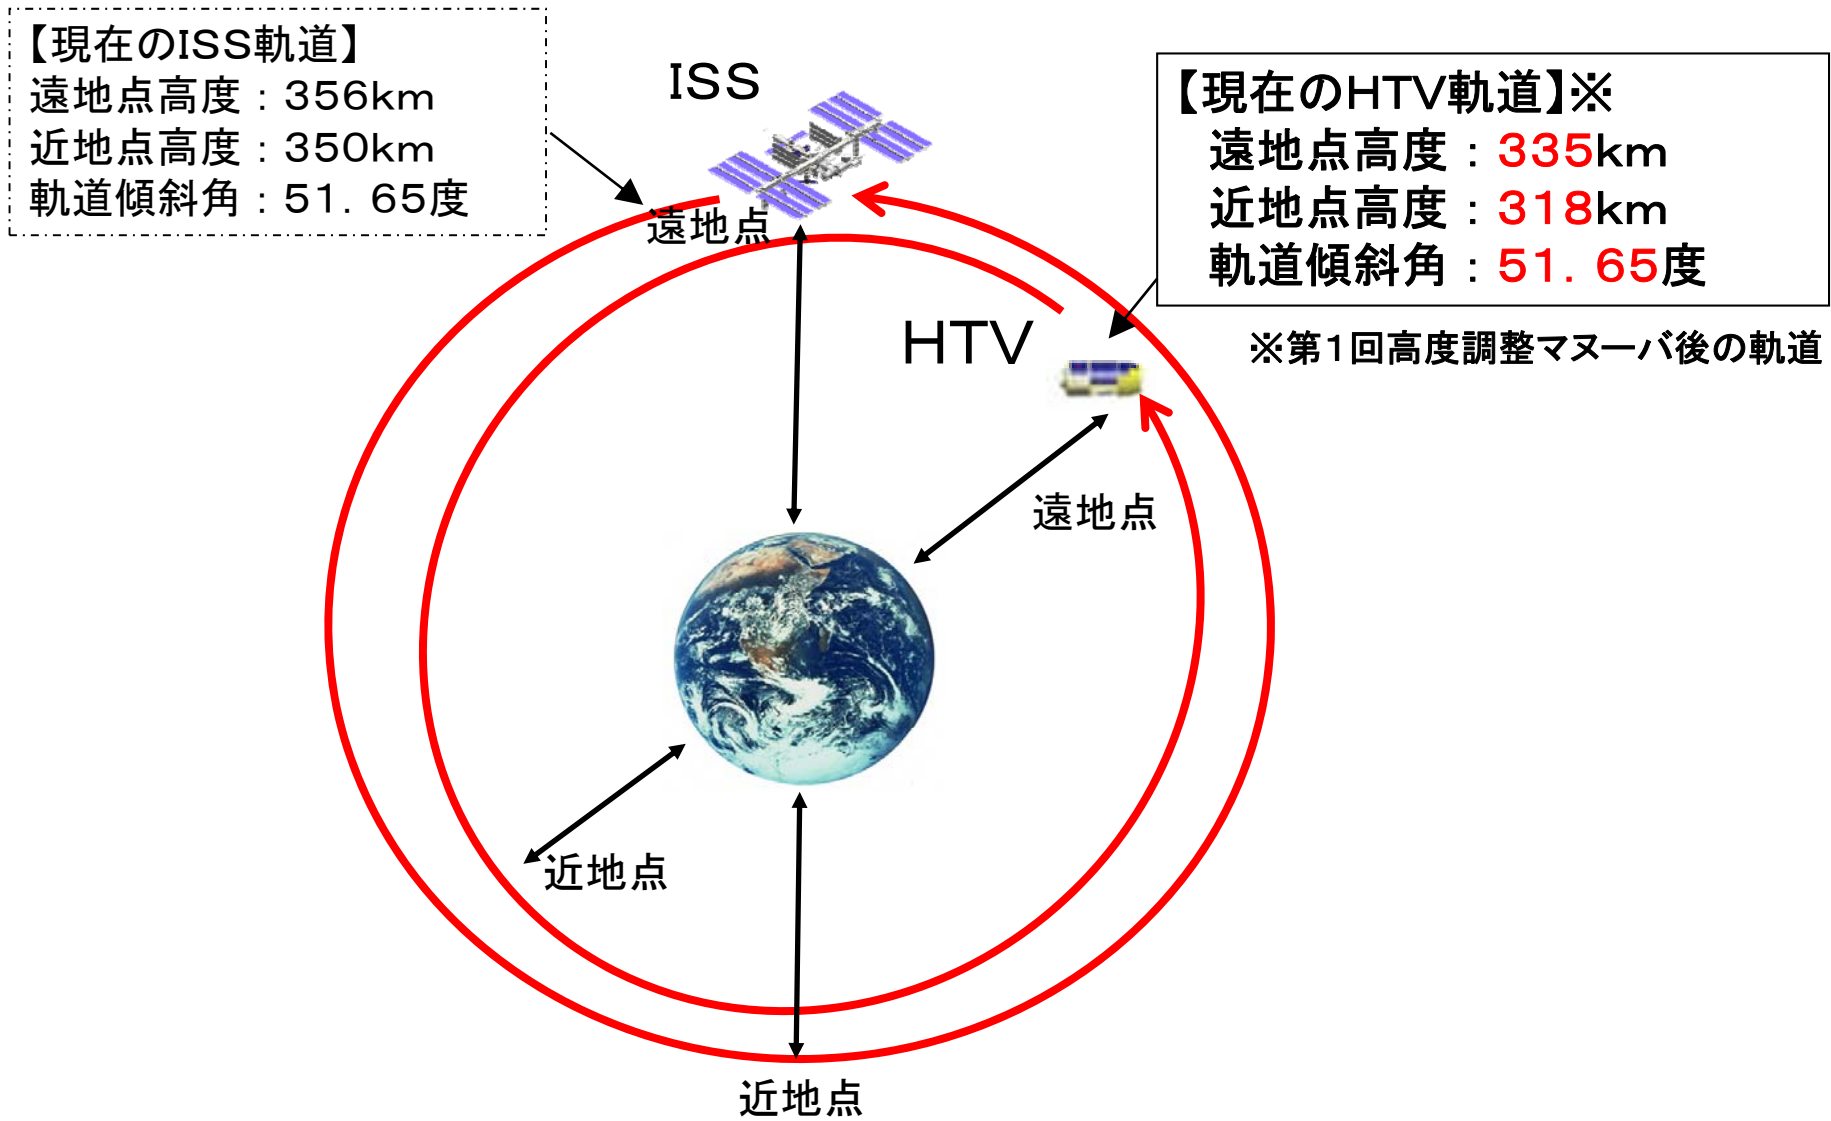 【現在のISS軌道】
遠地点高度：356km
近地点高度：350km
軌道傾斜角：51．65度
ISS
【現在のHTV軌道】※
遠地点高度：335km
近地点高度：318km
軌道傾斜角：51．65度
※第1回高度調整マヌーバ後の軌道
遠地点
HTV
遠地点
近地点
近地点